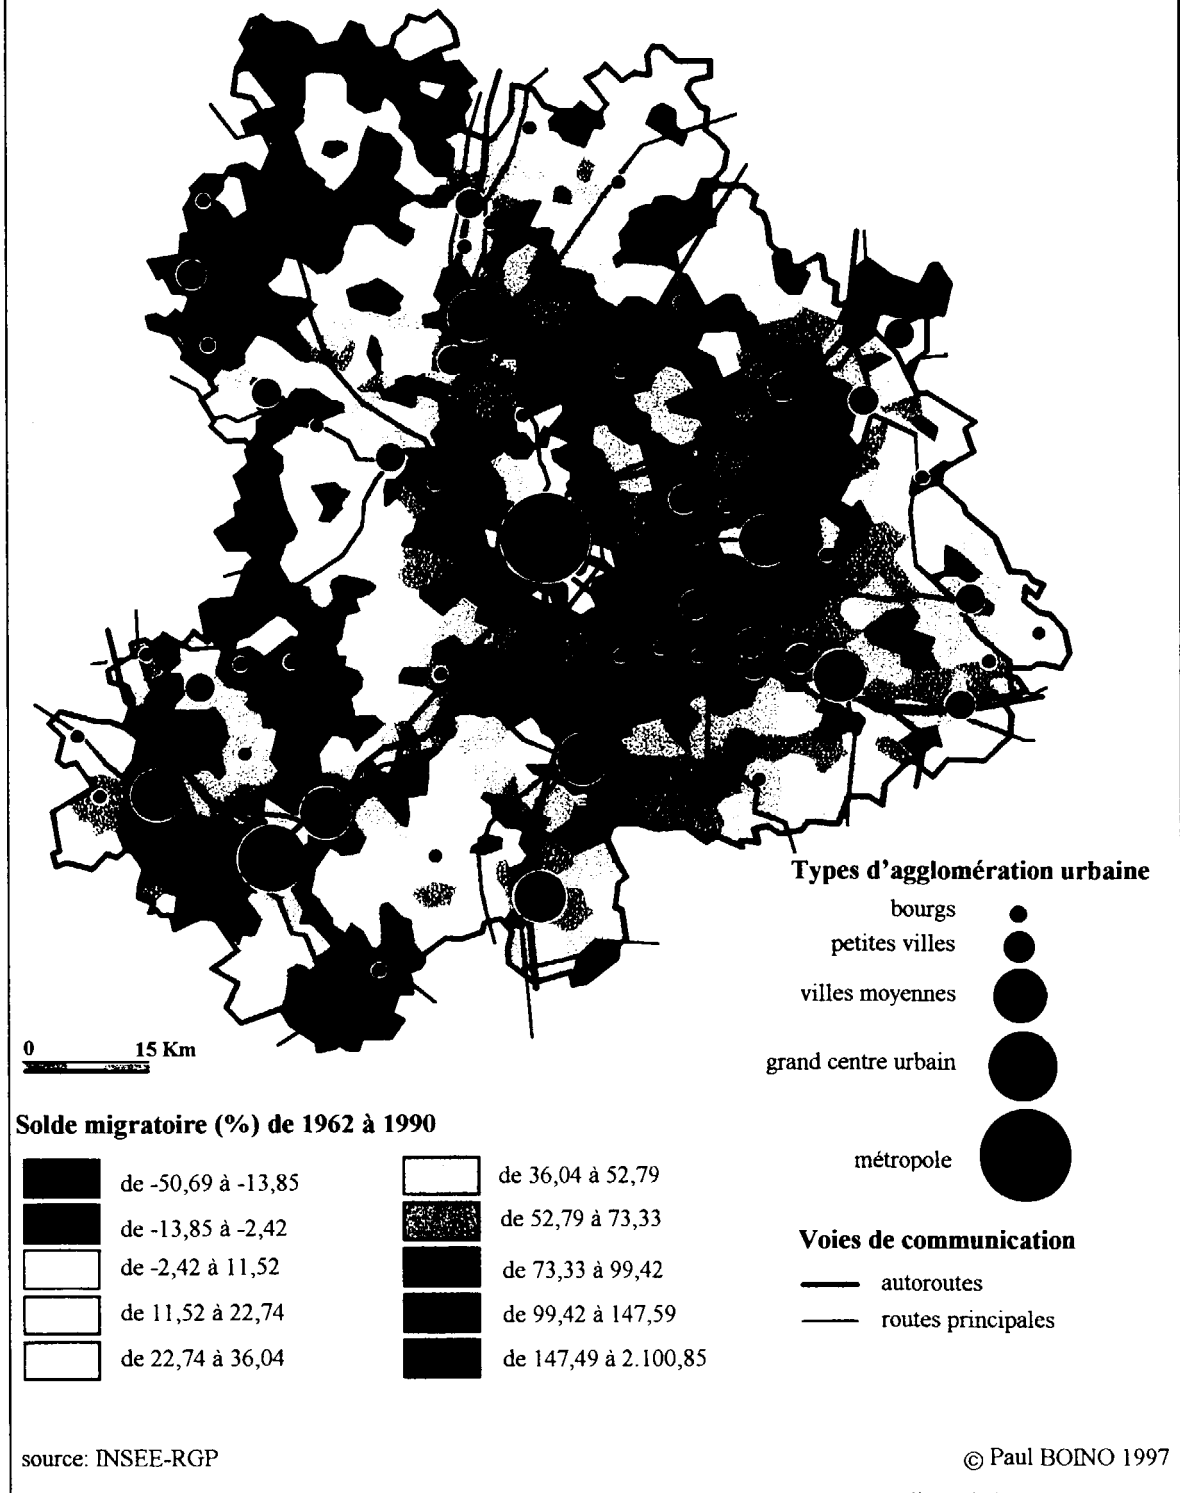 Types d'agglomération urbaine
bourgs
petites villes
villes moyennes
grand centre urbain
métropole
Voies de communication
autoroutes
routes principales
0 15 Km
Solde migratoire (%) de 1962 à 1990
de -50,69 à -13,85
de -13,85 à -2,42
de -2,42 à 11,52
de 11,52 à 22,74
de 22,74 à 36,04
de 36,04 à 52,79
de 52,79 à 73,33
de 73,33 à 99,42
de 99,42 à 147,59
de 147,49 à 2.100,85
source: INSEE-RGP
© Paul BOINO 1997